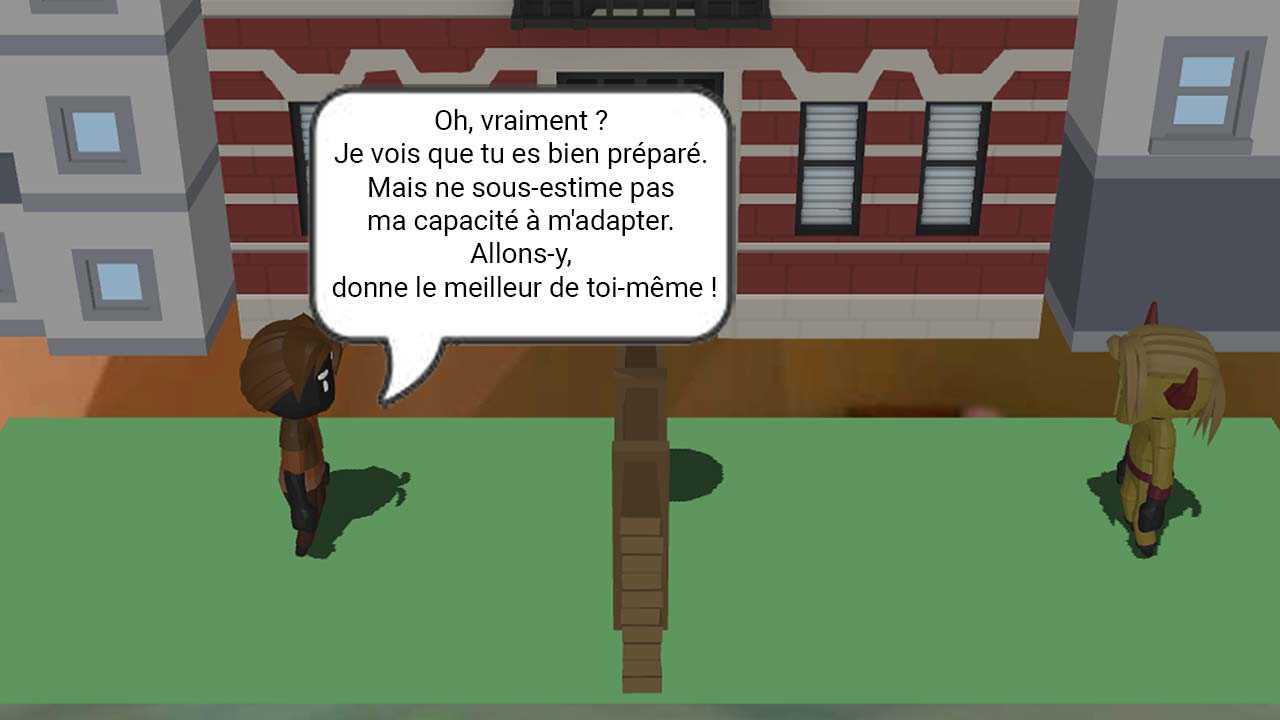 Oh, vraiment ?
Je vois que tu es bien préparé.
Mais ne sous-estime pas
ma capacité à m'adapter.
Allons-y,
donne le meilleur de toi-même !